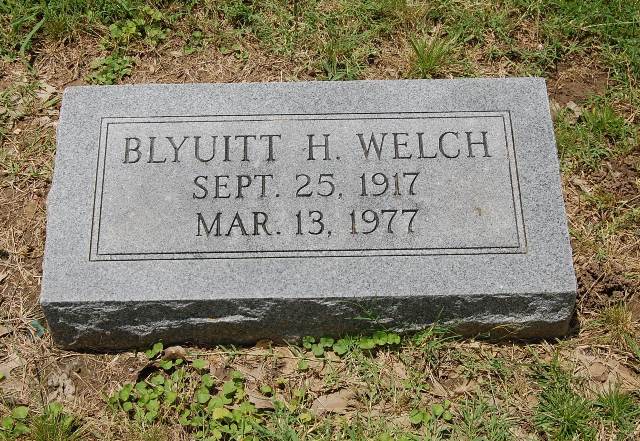 BLYUITT H. WELCH
SEPT. 25, 1917
MAR. 13, 1977